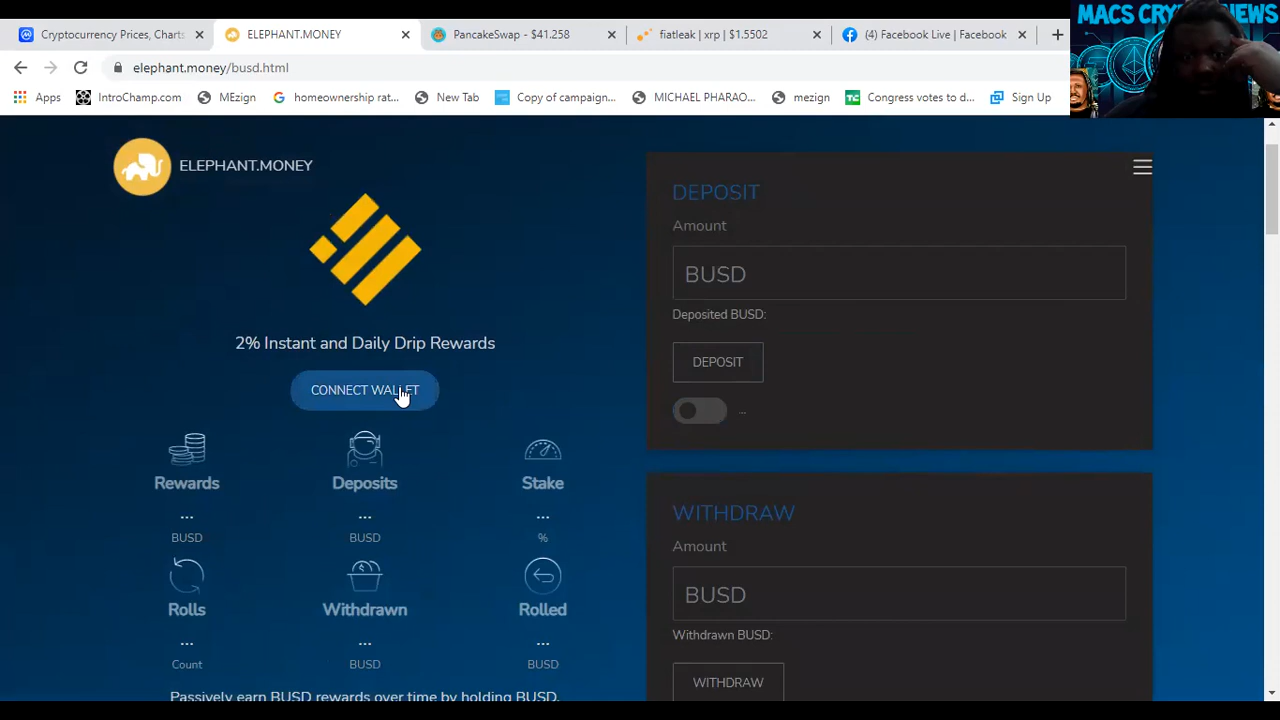 Cryptocurrency Prices, Charts
ELEPHANT.MONEY
PancakeSwap - $41.258
fiatleak | xrp | $1.5502
(4) Facebook Live | Facebook
MACS CRYP NEWS
elephant.money/busd.html
Apps
IntroChamp.com
MEzign
homeownership rat...
New Tab
Copy of campaign...
MICHAEL PHARAO...
mezign
Congress votes to d...
Sign Up
ELEPHANT.MONEY
2% Instant and Daily Drip Rewards
CONNECT WALLET
Rewards
Deposits
Stake
...
...
...
BUSD
BUSD
%
Rolls
Withdrawn
Rolled
...
...
...
Count
BUSD
BUSD
Passively earn BUSD rewards over time by holding BUSD.
DEPOSIT
Amount
BUSD
Deposited BUSD:
DEPOSIT
...
WITHDRAW
Amount
BUSD
Withdrawn BUSD:
WITHDRAW